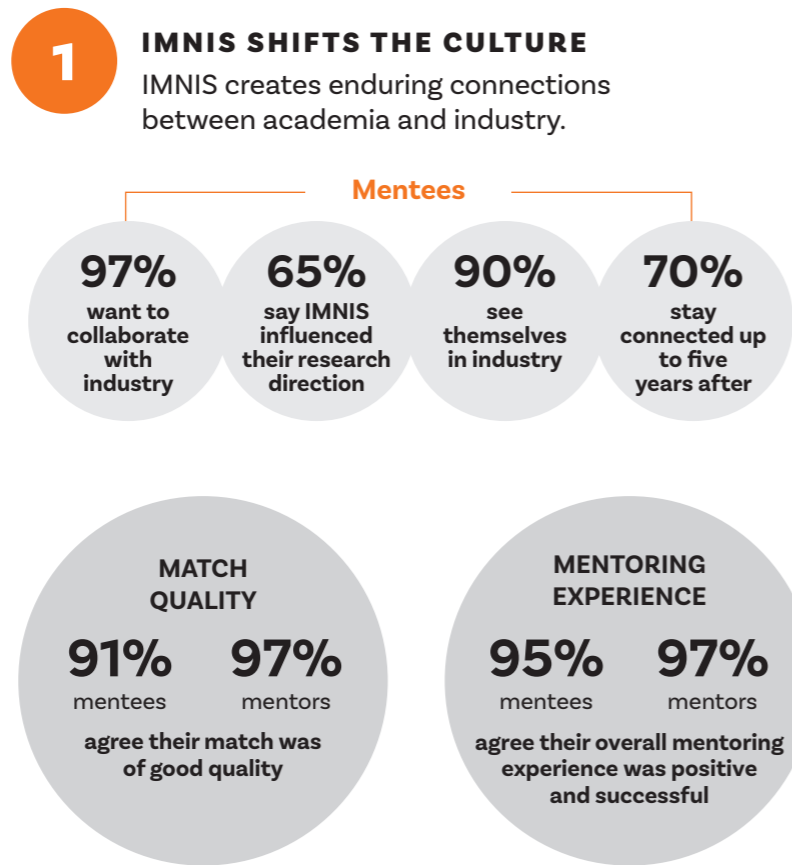 1
IMNIS SHIFTS THE CULTURE
IMNIS creates enduring connections
between academia and industry.
Mentees
97%
want to
collaborate
with
industry
65%
say IMNIS
influenced
their research
direction
90%
see
themselves
in industry
70%
stay
connected up
to five
years after
MATCH
QUALITY
91% 97%
mentees mentors
agree their match was
of good quality
MENTORING
EXPERIENCE
95% 97%
mentees mentors
agree their overall mentoring
experience was positive
and successful